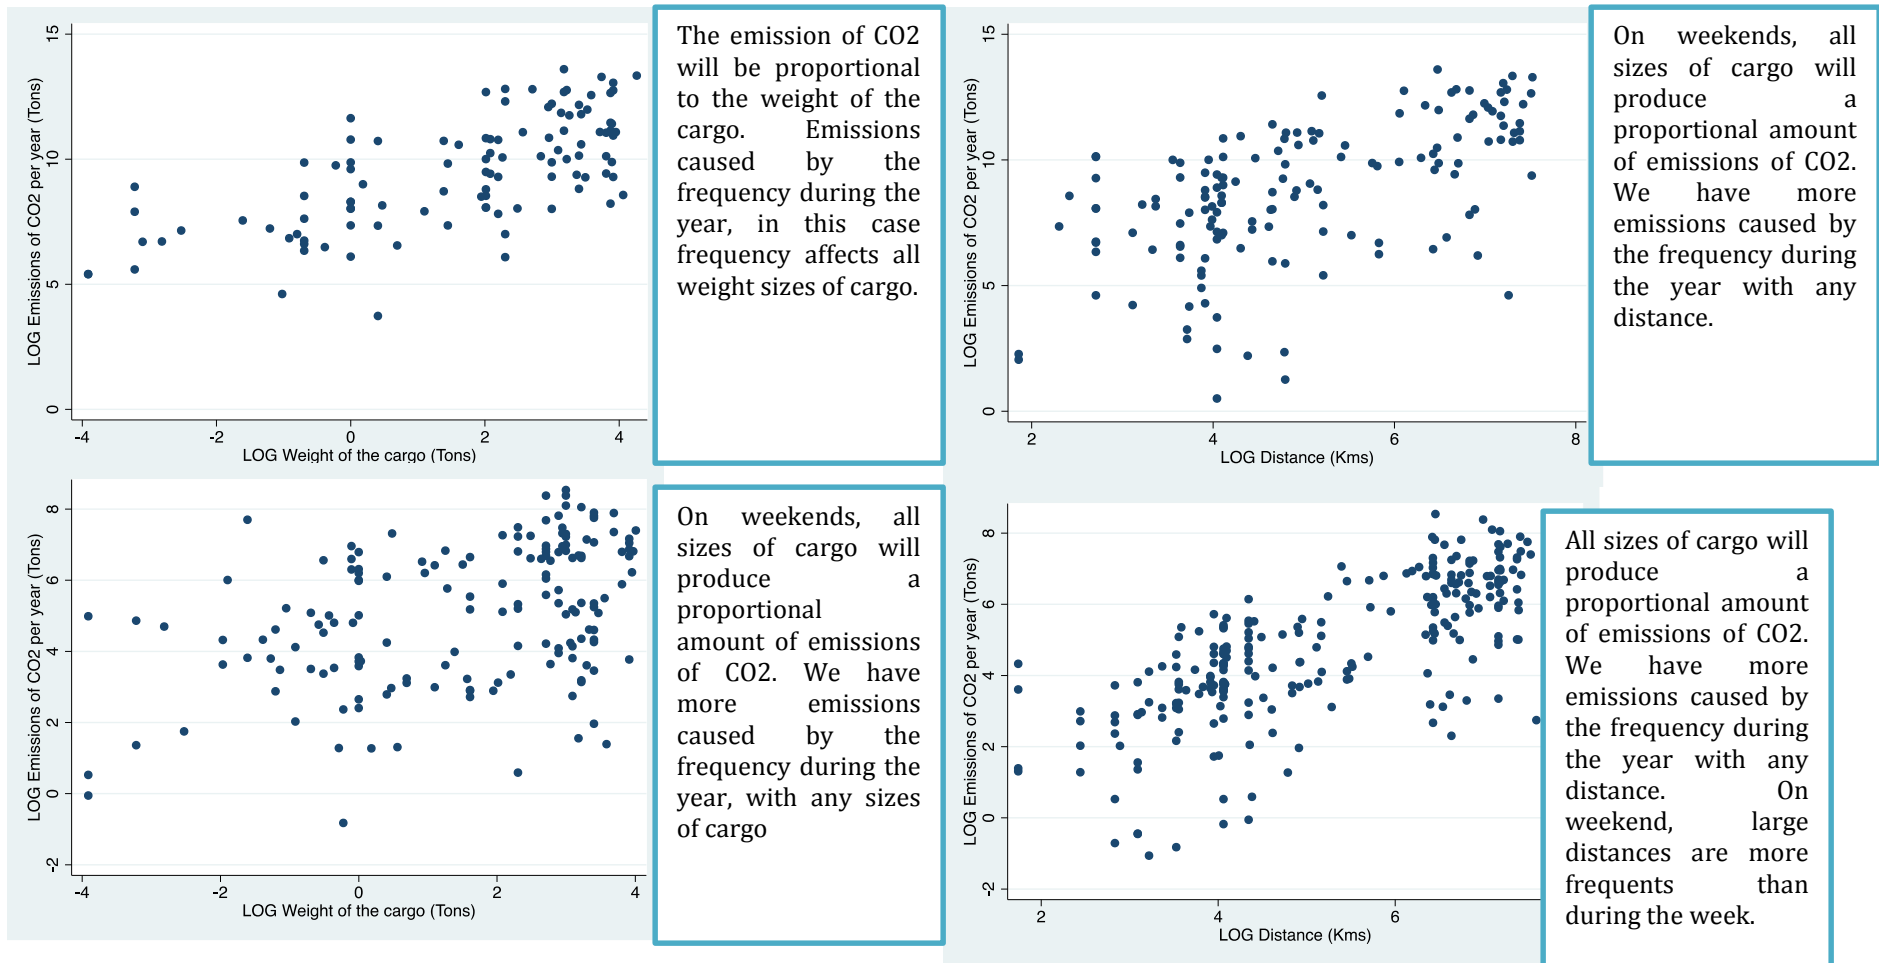 15
10
5
0
LOG Emissions of CO2 per year (Tons)
-4 -2 0 2 4
LOG Weight of the cargo (Tons)
The emission of CO2
will be proportional
to the weight of the
cargo. Emissions
caused by the
frequency during the
year, in this case
frequency affects all
weight sizes of cargo.
15
10
5
0
LOG Emissions of CO2 per year (Tons)
2 4 6 8
LOG Distance (Kms)
On weekends, all
sizes of cargo will
produce a
proportional amount
of emissions of CO2.
We have more
emissions caused by
the frequency during
the year with any
distance.
8
6
4
2
0
-2
LOG Emissions of CO2 per year (Tons)
-4 -2 0 2 4
LOG Weight of the cargo (Tons)
On weekends, all
sizes of cargo will
produce a
proportional
amount of emissions
of CO2. We have
more emissions
caused by the
frequency during the
year, with any sizes
of cargo
8
6
4
2
0
-2
LOG Emissions of CO2 per year (Tons)
2 4 6
LOG Distance (Kms)
All sizes of cargo will
produce a
proportional amount
of emissions of CO2.
We have more
emissions caused by
the frequency during
the year with any
distance. On
weekend, large
distances are more
frequents than
during the week.